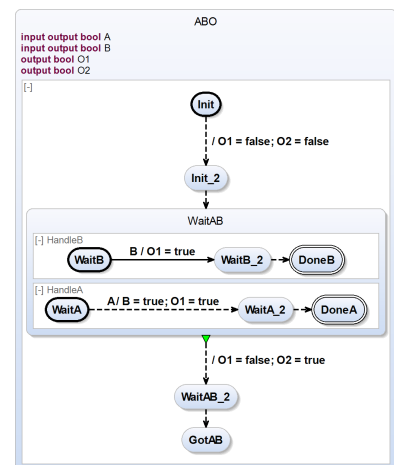 ABO
input output bool A
input output bool B
output bool O1
output bool O2
[-]
Init
/ O1 = false; O2 = false
Init_2
WaitAB
[-] HandleB
WaitB
B / O1 = true
WaitB_2
DoneB
[-] HandleA
WaitA
A/ B = true; O1 = true
WaitA_2
DoneA
/ O1 = false; O2 = true
WaitAB_2
GotAB